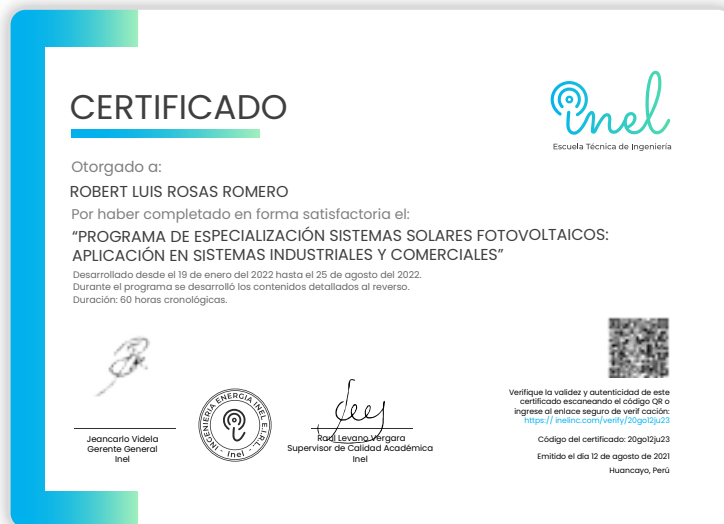 CERTIFICADO
inel
Escuela Técnica de Ingeniería
Otorgado a:
ROBERT LUIS ROSAS ROMERO
Por haber completado en forma satisfactoria el:
“PROGRAMA DE ESPECIALIZACIÓN SISTEMAS SOLARES FOTOVOLTAICOS:
APLICACIÓN EN SISTEMAS INDUSTRIALES Y COMERCIALES”
Desarrollado desde el 19 de enero del 2022 hasta el 25 de agosto del 2022.
Durante el programa se desarrolló los contenidos detallados al reverso.
Duración: 60 horas cronológicas.
Jeancarlo Videla
Gerente General
Inel
INGENIERIA ENERGIA INEL E.I.R.L.
- Inel -
Raúl Levano Vergara
Supervisor de Calidad Académica
Inel
Verifique la validez y autenticidad de este
certificado escaneando el código QR o
ingrese al enlace seguro de verif cación:
https:// inelinc.com/verify/20go12ju23
Código del certificado: 20go12ju23
Emitido el día 12 de agosto de 2021
Huancayo, Perú